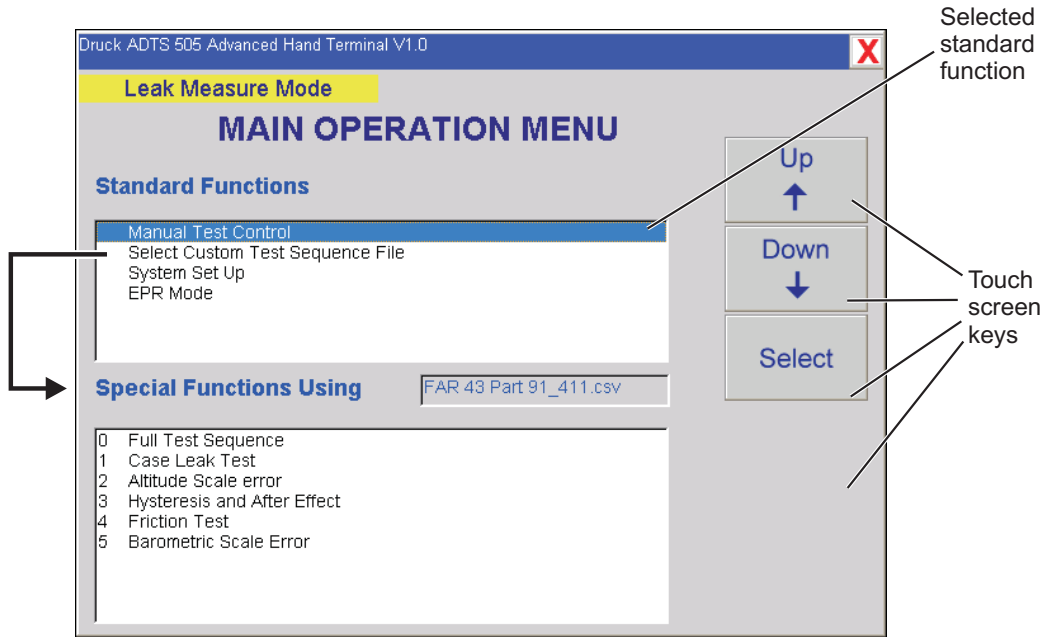 Selected
standard
function
Druck ADTS 505 Advanced Hand Terminal V1.0
X
Leak Measure Mode
MAIN OPERATION MENU
Up
Standard Functions
Manual Test Control
Select Custom Test Sequence File
System Set Up
EPR Mode
Down
Touch
screen
keys
Select
Special Functions Using FAR 43 Part 91_411.csv
0 Full Test Sequence
1 Case Leak Test
2 Altitude Scale error
3 Hysteresis and After Effect
4 Friction Test
5 Barometric Scale Error